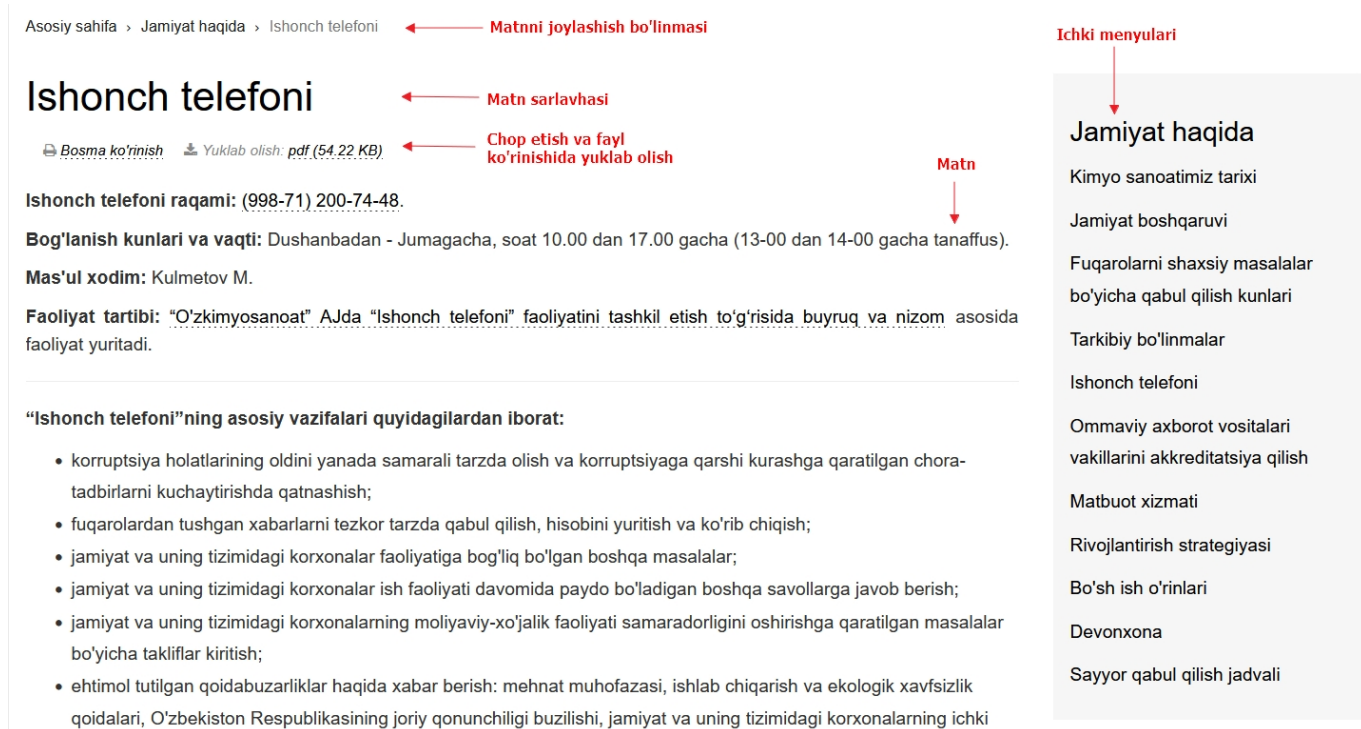 Asosiy sahifa › Jamiyat haqida › Ishonch telefoni
Matnni joylashish bo'linmasi
Ishonch telefoni
Matn sarlavhasi
Bosma ko'rinish Yuklab olish: pdf (54.22 KB)
Chop etish va fayl
ko'rinishida yuklab olish
Matn
Ishonch telefoni raqami: (998-71) 200-74-48.
Bog'lanish kunlari va vaqti: Dushanbadan - Jumagacha, soat 10.00 dan 17.00 gacha (13-00 dan 14-00 gacha tanaffus).
Mas'ul xodim: Kulmetov M.
Faoliyat tartibi: “O'zkimyosanoat” AJda “Ishonch telefoni” faoliyatini tashkil etish to‘g‘risida buyruq va nizom asosida
faoliyat yuritadi.
“Ishonch telefoni”ning asosiy vazifalari quyidagilardan iborat:
• korruptsiya holatlarining oldini yanada samarali tarzda olish va korruptsiyaga qarshi kurashga qaratilgan chora-
tadbirlarni kuchaytirishda qatnashish;
• fuqarolardan tushgan xabarlarni tezkor tarzda qabul qilish, hisobini yuritish va ko'rib chiqish;
• jamiyat va uning tizimidagi korxonalar faoliyatiga bog'liq bo'lgan boshqa masalalar;
• jamiyat va uning tizimidagi korxonalar ish faoliyati davomida paydo bo'ladigan boshqa savollarga javob berish;
• jamiyat va uning tizimidagi korxonalarning moliyaviy-xo'jalik faoliyati samaradorligini oshirishga qaratilgan masalalar
bo'yicha takliflar kiritish;
• ehtimol tutilgan qoidabuzarliklar haqida xabar berish: mehnat muhofazasi, ishlab chiqarish va ekologik xavfsizlik
qoidalari, O'zbekiston Respublikasining joriy qonunchiligi buzilishi, jamiyat va uning tizimidagi korxonalarning ichki
Ichki menyulari
Jamiyat haqida
Kimyo sanoatimiz tarixi
Jamiyat boshqaruvi
Fuqarolarni shaxsiy masalalar
bo'yicha qabul qilish kunlari
Tarkibiy bo'linmalar
Ishonch telefoni
Ommaviy axborot vositalari
vakillarini akkreditatsiya qilish
Matbuot xizmati
Rivojlantirish strategiyasi
Bo'sh ish o'rinlari
Devonxona
Sayyor qabul qilish jadvali